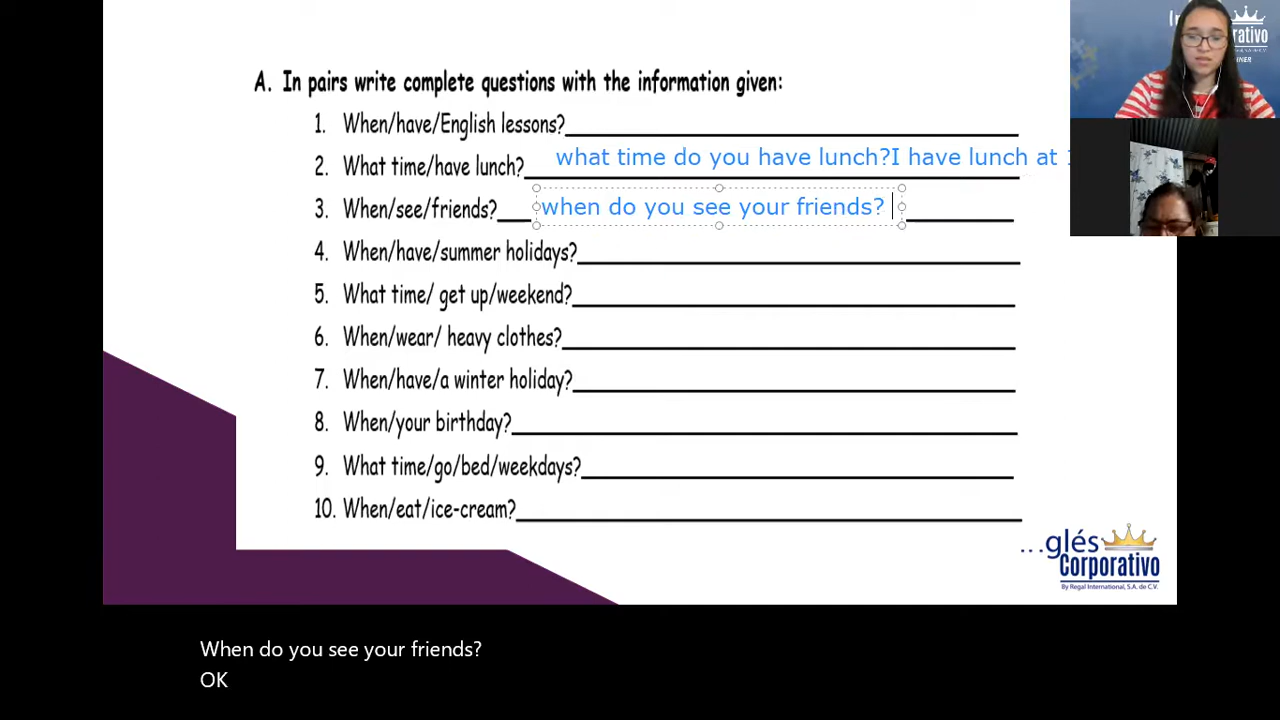 A. In pairs write complete questions with the information given:
1. When/have/English lessons?
2. What time/have lunch? what time do you have lunch?I have lunch at
3. When/see/friends? when do you see your friends?
4. When/have/summer holidays?
5. What time/ get up/weekend?
6. When/wear/ heavy clothes?
7. When/have/a winter holiday?
8. When/your birthday?
9. What time/go/bed/weekdays?
10. When/eat/ice-cream?
...glés
Corporativo
By Regal International, S.A. de C.V.
When do you see your friends?
OK